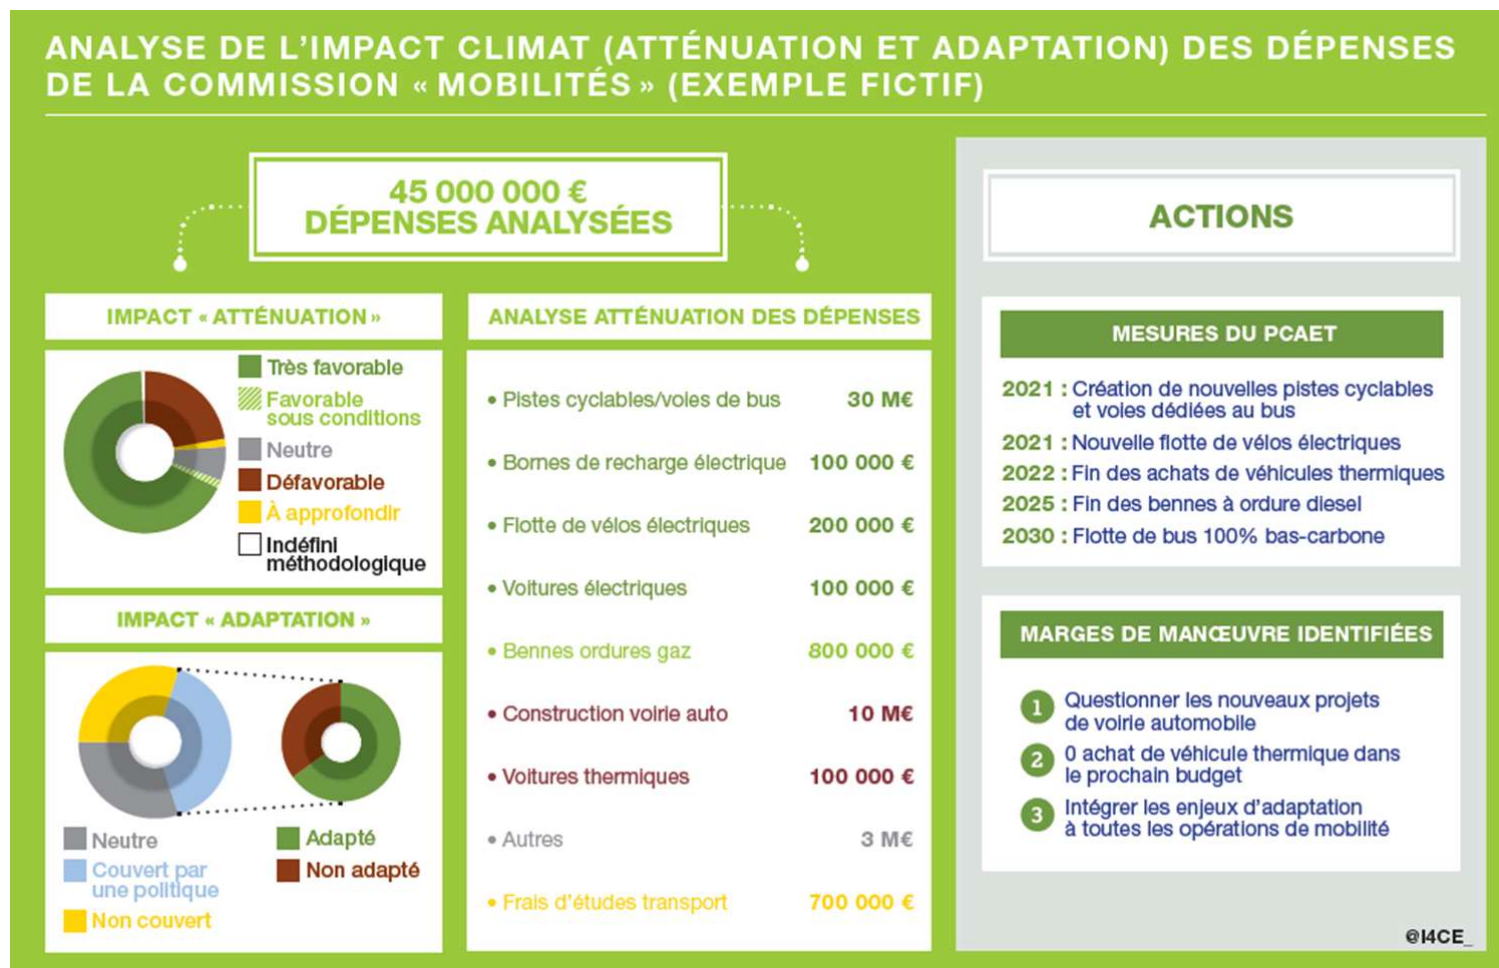 ANALYSE DE L’IMPACT CLIMAT (ATTÉNUATION ET ADAPTATION) DES DÉPENSES
DE LA COMMISSION « MOBILITÉS » (EXEMPLE FICTIF)
45 000 000 €
DÉPENSES ANALYSÉES
IMPACT « ATTÉNUATION »
Très favorable
Favorable
sous conditions
Neutre
Défavorable
À approfondir
Indéfini
méthodologique
IMPACT « ADAPTATION »
Neutre
Couvert par
une politique
Non couvert
Adapté
Non adapté
ANALYSE ATTÉNUATION DES DÉPENSES
• Pistes cyclables/voies de bus 30 M€
• Bornes de recharge électrique 100 000 €
• Flotte de vélos électriques 200 000 €
• Voitures électriques 100 000 €
• Bennes ordures gaz 800 000 €
• Construction voirie auto 10 M€
• Voitures thermiques 100 000 €
• Autres 3 M€
• Frais d’études transport 700 000 €
ACTIONS
MESURES DU PCAET
2021 : Création de nouvelles pistes cyclables
et voies dédiées au bus
2021 : Nouvelle flotte de vélos électriques
2022 : Fin des achats de véhicules thermiques
2025 : Fin des bennes à ordure diesel
2030 : Flotte de bus 100% bas-carbone
MARGES DE MANŒUVRE IDENTIFIÉES
1 Questionner les nouveaux projets
de voirie automobile
2 0 achat de véhicule thermique dans
le prochain budget
3 Intégrer les enjeux d’adaptation
à toutes les opérations de mobilité
@I4CE_